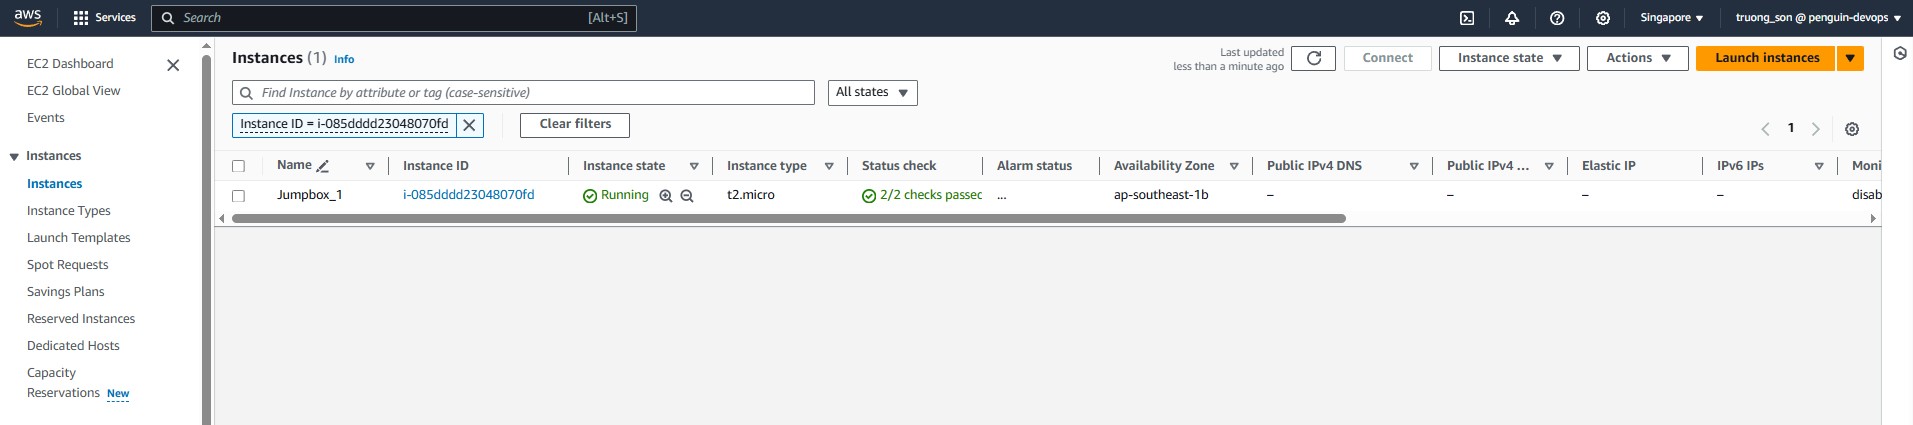 aws Services Search [Alt+S] Singapore truong_son @ penguin-devops
EC2 Dashboard
EC2 Global View
Events
Instances
Instances
Instance Types
Launch Templates
Spot Requests
Savings Plans
Reserved Instances
Dedicated Hosts
Capacity
Reservations New
Instances (1) Info
Last updated
less than a minute ago
Connect Instance state Actions Launch instances
Find Instance by attribute or tag (case-sensitive) All states
Instance ID = i-085dddd23048070fd Clear filters
1
Name Instance ID Instance state Instance type Status check Alarm status Availability Zone Public IPv4 DNS Public IPv4 ... Elastic IP IPv6 IPs Moni
Jumpbox_1 i-085dddd23048070fd Running t2.micro 2/2 checks passec ... ap-southeast-1b – – – – disab